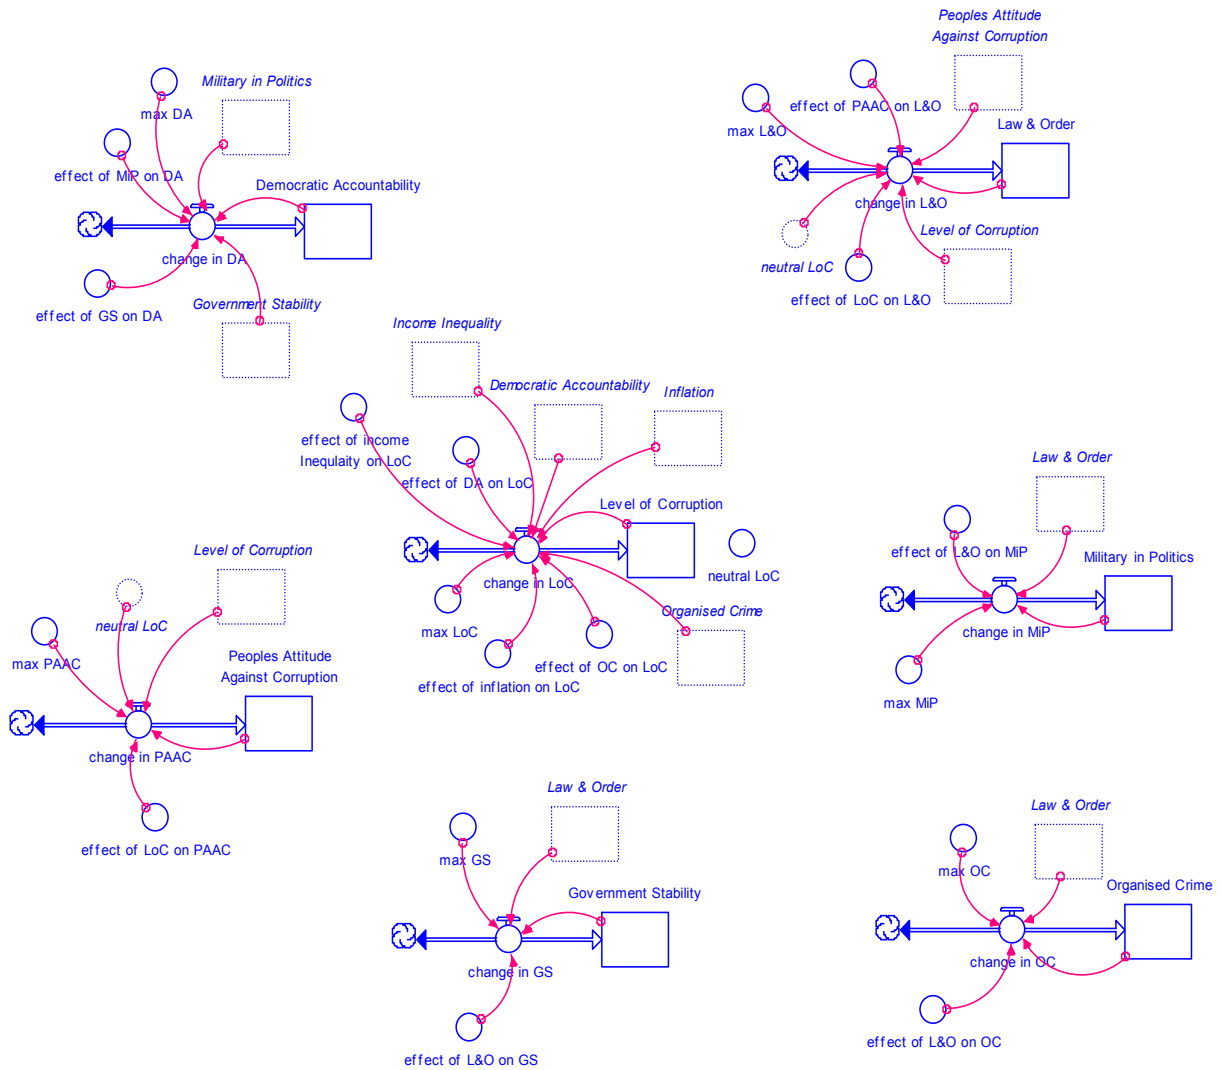 Peoples Attitude
Against Corruption
Military in Politics
max DA
effect of PAAC on L&O
max L&O
Law & Order
effect of MiP on DA
Democratic Accountability
change in DA
change in L&O
Level of Corruption
neutral LoC
effect of LoC on L&O
Government Stability
effect of GS on DA
Income Inequality
Democratic Accountability
Inflation
effect of income
Inequlaity on LoC
effect of DA on LoC
Level of Corruption
neutral LoC
change in LoC
max LoC
Organised Crime
effect of OC on LoC
effect of inflation on LoC
Law & Order
effect of L&O on MiP
Military in Politics
change in MiP
max MiP
Level of Corruption
neutral LoC
max PAAC
Peoples Attitude
Against Corruption
change in PAAC
effect of LoC on PAAC
Law & Order
max GS
Government Stability
change in GS
effect of L&O on GS
Law & Order
max OC
Organised Crime
change in OC
effect of L&O on OC